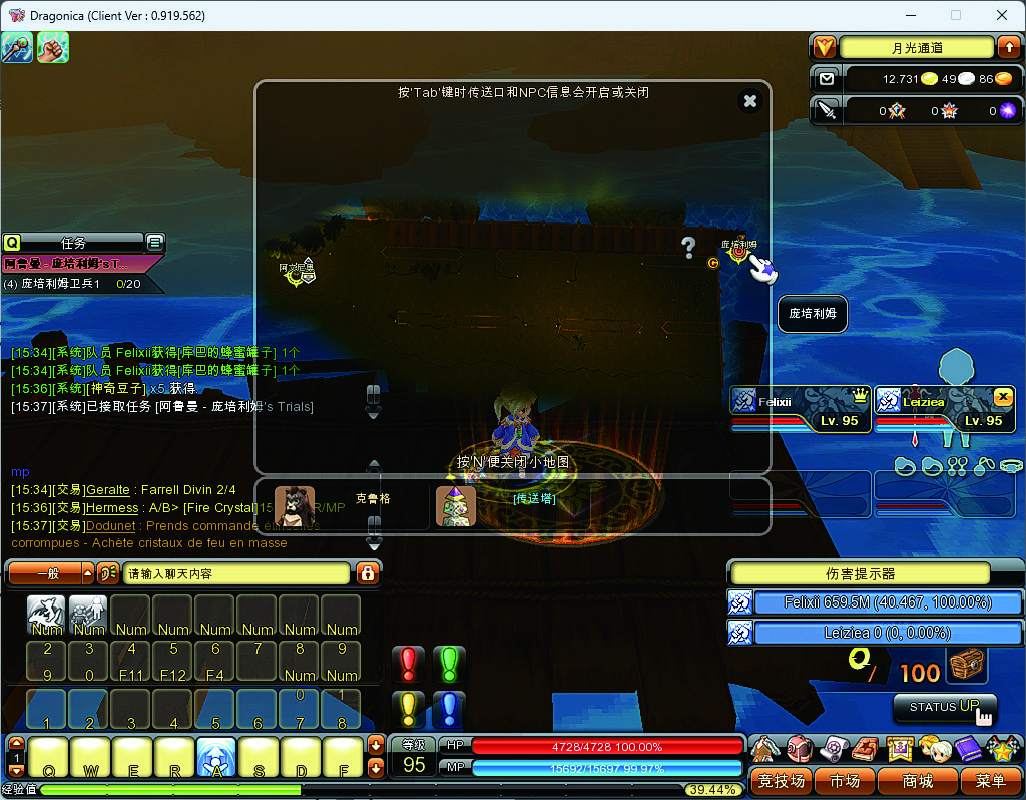 Dragonica (Client Ver : 0.919.562)
月光通道
12.731 49 86
0 0 0
按'Tab'键时传送口和NPC信息会开启或关闭
庞培利姆
庞培利姆
Q 任务
阿鲁曼 - 庞培利姆's T...
(4) 庞培利姆卫兵1 0/20
[15:34][系统]队员 Felixii获得[库巴的蜂蜜罐子] 1个
[15:34][系统]队员 Felixii获得[库巴的蜂蜜罐子] 1个
[15:36][系统][神奇豆子] x5 获得.
[15:37][系统]已接取任务 [阿鲁曼 - 庞培利姆's Trials]
Felixii
Lv. 95
Leiziea
Lv. 95
按'N'便关闭小地图
克鲁格
[传送塔]
mp
[15:34][交易]Geralte : Farrell Divin 2/4
[15:36][交易]Hermess : A/B> [Fire Crystal]15 R/MP
[15:37][交易]Dodunet : Prends commande étincelles
corrompues - Achète cristaux de feu en masse
一般
请输入聊天内容
伤害提示器
Felixii 659.5M (40.467, 100.00%)
Leiziea 0 (0, 0.00%)
Num Num Num Num Num Num Num Num
2 3 4 5 6 7 8 9
9 0 F11 F12 F4 Num Num
0 1
1 2 3 4 5 6 7 8
/ 100
STATUS UP
1
Q W E R A S D F
等级
95
HP 4728/4728 100.00%
MP 15692/15697 99.97%
竞技场 市场 商城 菜单
经验值 39.44%